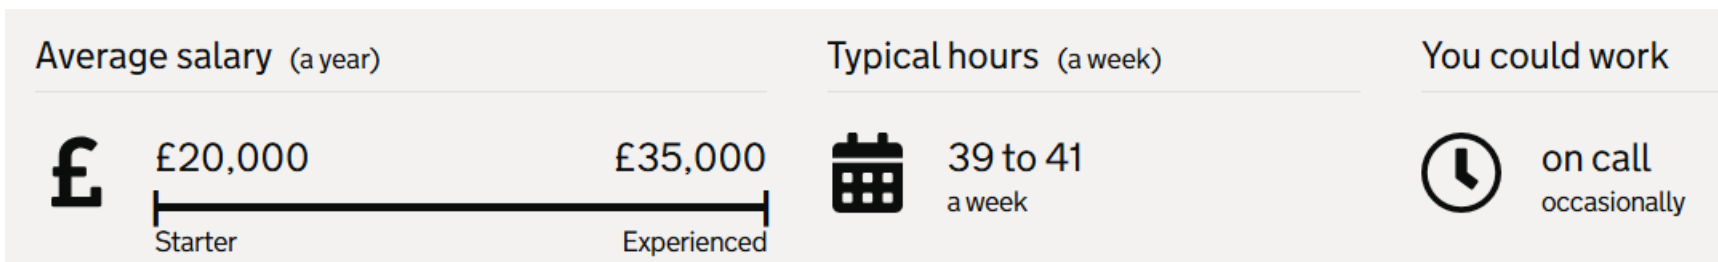 Average salary (a year)
£20,000 £35,000
Starter Experienced
Typical hours (a week)
39 to 41
a week
You could work
on call
occasionally